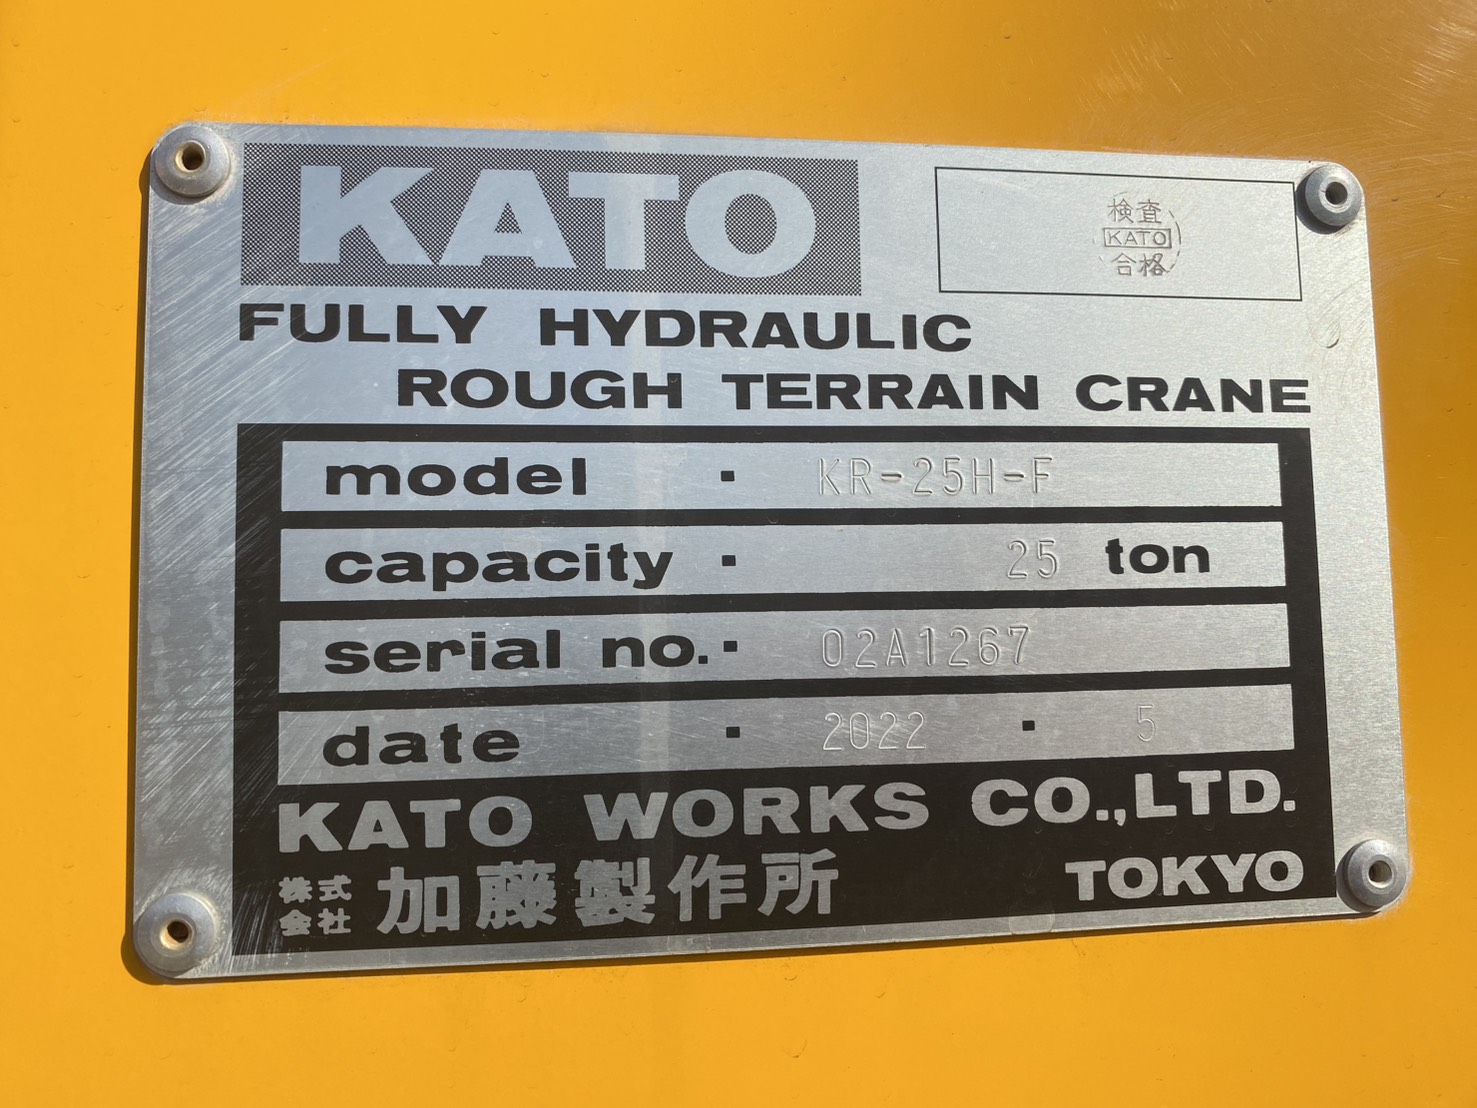 KATO
検査
KATO
合格
FULLY HYDRAULIC
ROUGH TERRAIN CRANE
model · KR-25H-F
capacity · 25 ton
serial no. · 02A1267
date · 2022 · 5
KATO WORKS CO.,LTD.
株式会社 加藤製作所 TOKYO